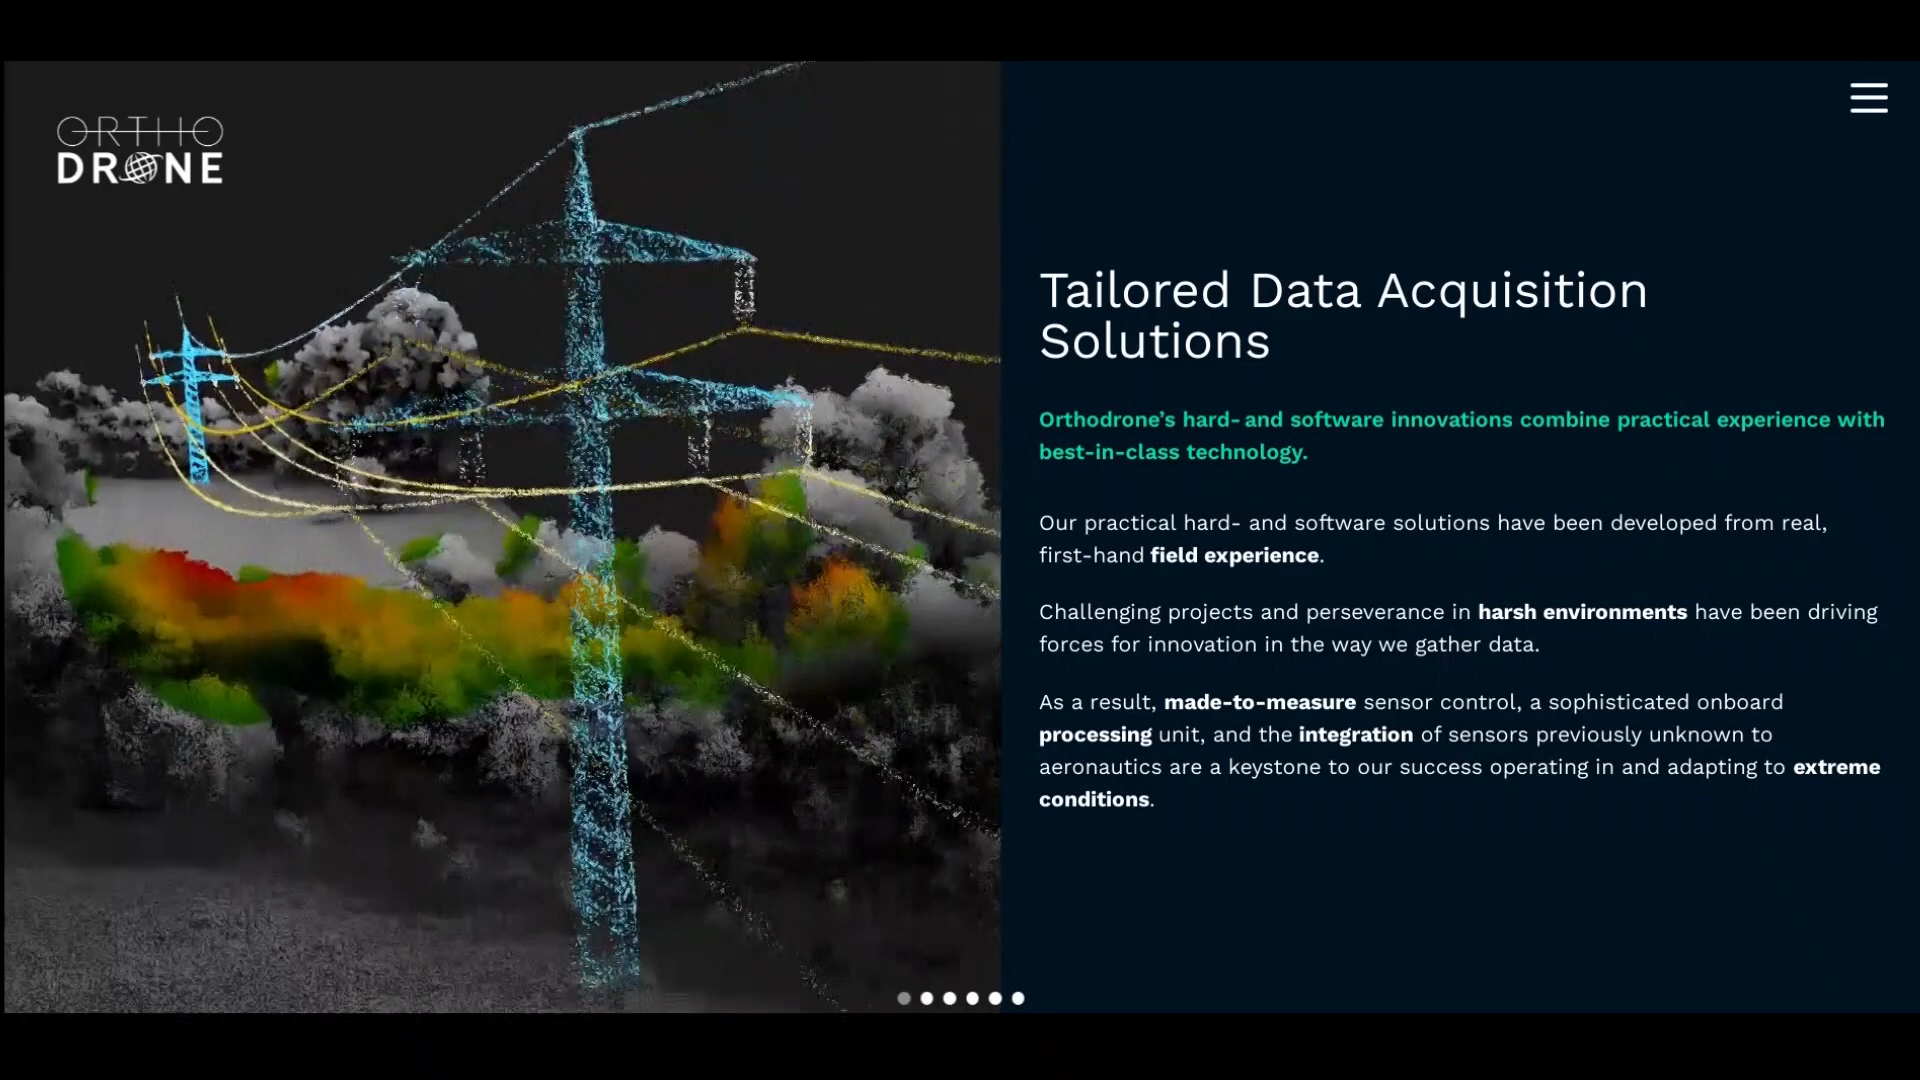 ORTHO
DRONE
Tailored Data Acquisition
Solutions
Orthodrone’s hard- and software innovations combine practical experience with
best-in-class technology.
Our practical hard- and software solutions have been developed from real,
first-hand field experience.
Challenging projects and perseverance in harsh environments have been driving
forces for innovation in the way we gather data.
As a result, made-to-measure sensor control, a sophisticated onboard
processing unit, and the integration of sensors previously unknown to
aeronautics are a keystone to our success operating in and adapting to extreme
conditions.